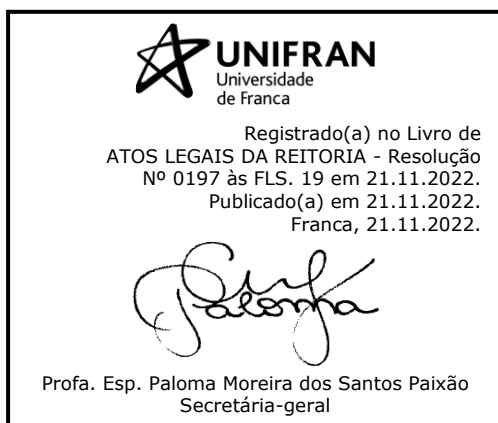 UNIFRAN
Universidade
de Franca
Registrado(a) no Livro de
ATOS LEGAIS DA REITORIA - Resolução
Nº 0197 às FLS. 19 em 21.11.2022.
Publicado(a) em 21.11.2022.
Franca, 21.11.2022.
Paloma
Profa. Esp. Paloma Moreira dos Santos Paixão
Secretária-geral